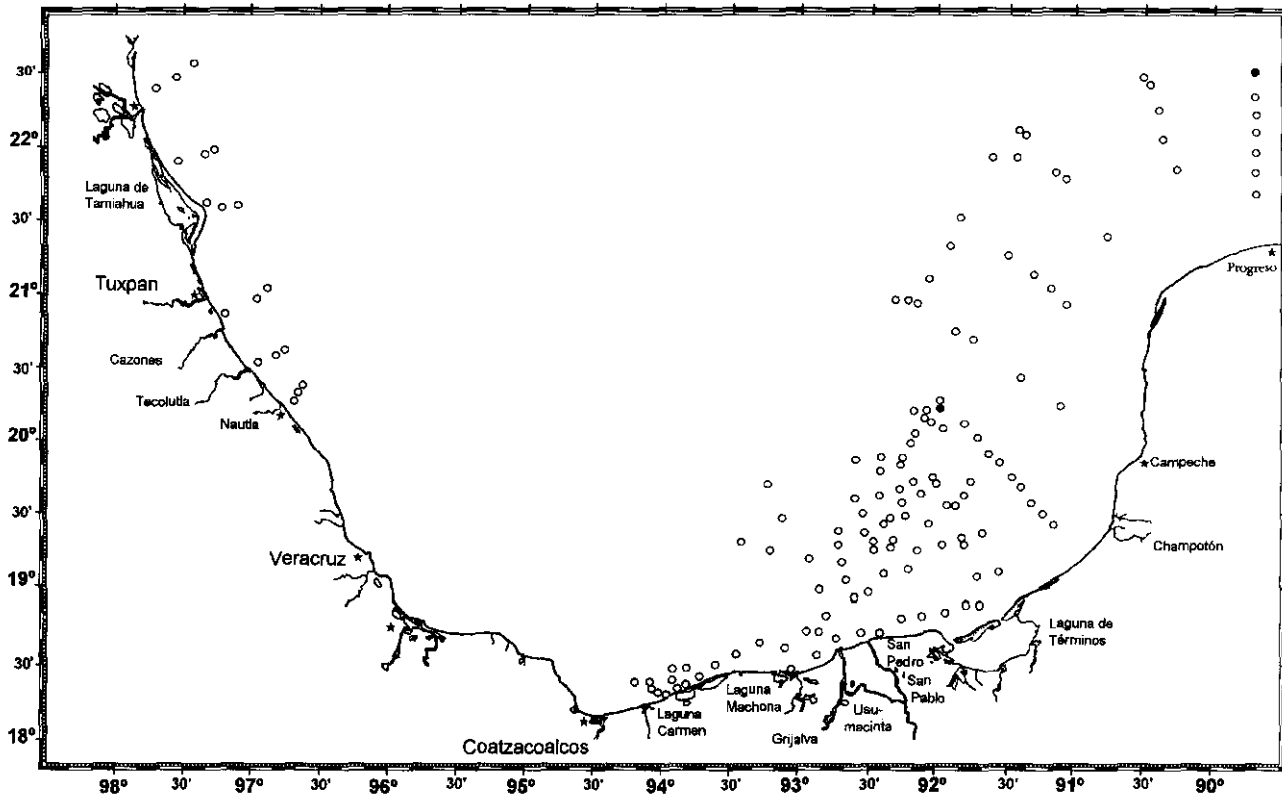 30'
22°
Laguna de
Tamiahua
30'
Progreso
Tuxpan
21°
Cazones
30'
Tecolutla
Nautla
20°
Campeche
30'
Champotón
Veracruz
19°
Laguna de
Términos
San
Pedro
30'
San
Pablo
Laguna
Machona
Laguna
Carmen
Usu-
macinta
Grijalva
18°
Coatzacoalcos
98° 30' 97° 30' 96° 30' 95° 30' 94° 30' 93° 30' 92° 30' 91° 30' 90°